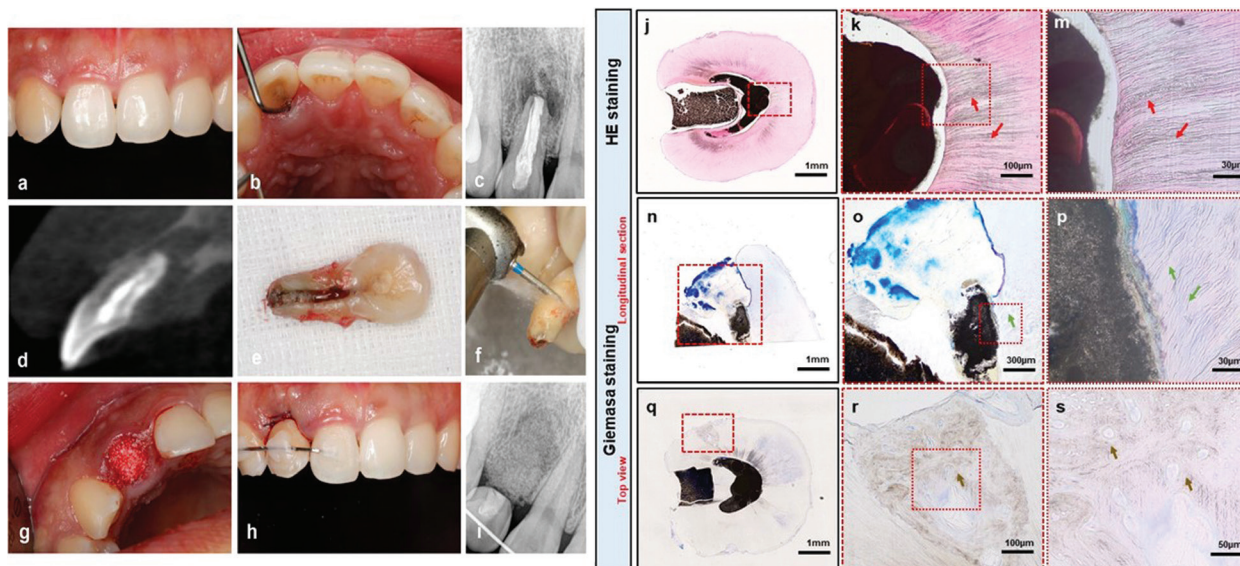 a
b
c
d
e
f
g
h
i
HE staining
Giemasa staining
Longitudinal section
Top view
j
1mm
k
100μm
m
30μm
n
1mm
o
300μm
p
30μm
q
1mm
r
100μm
s
50μm